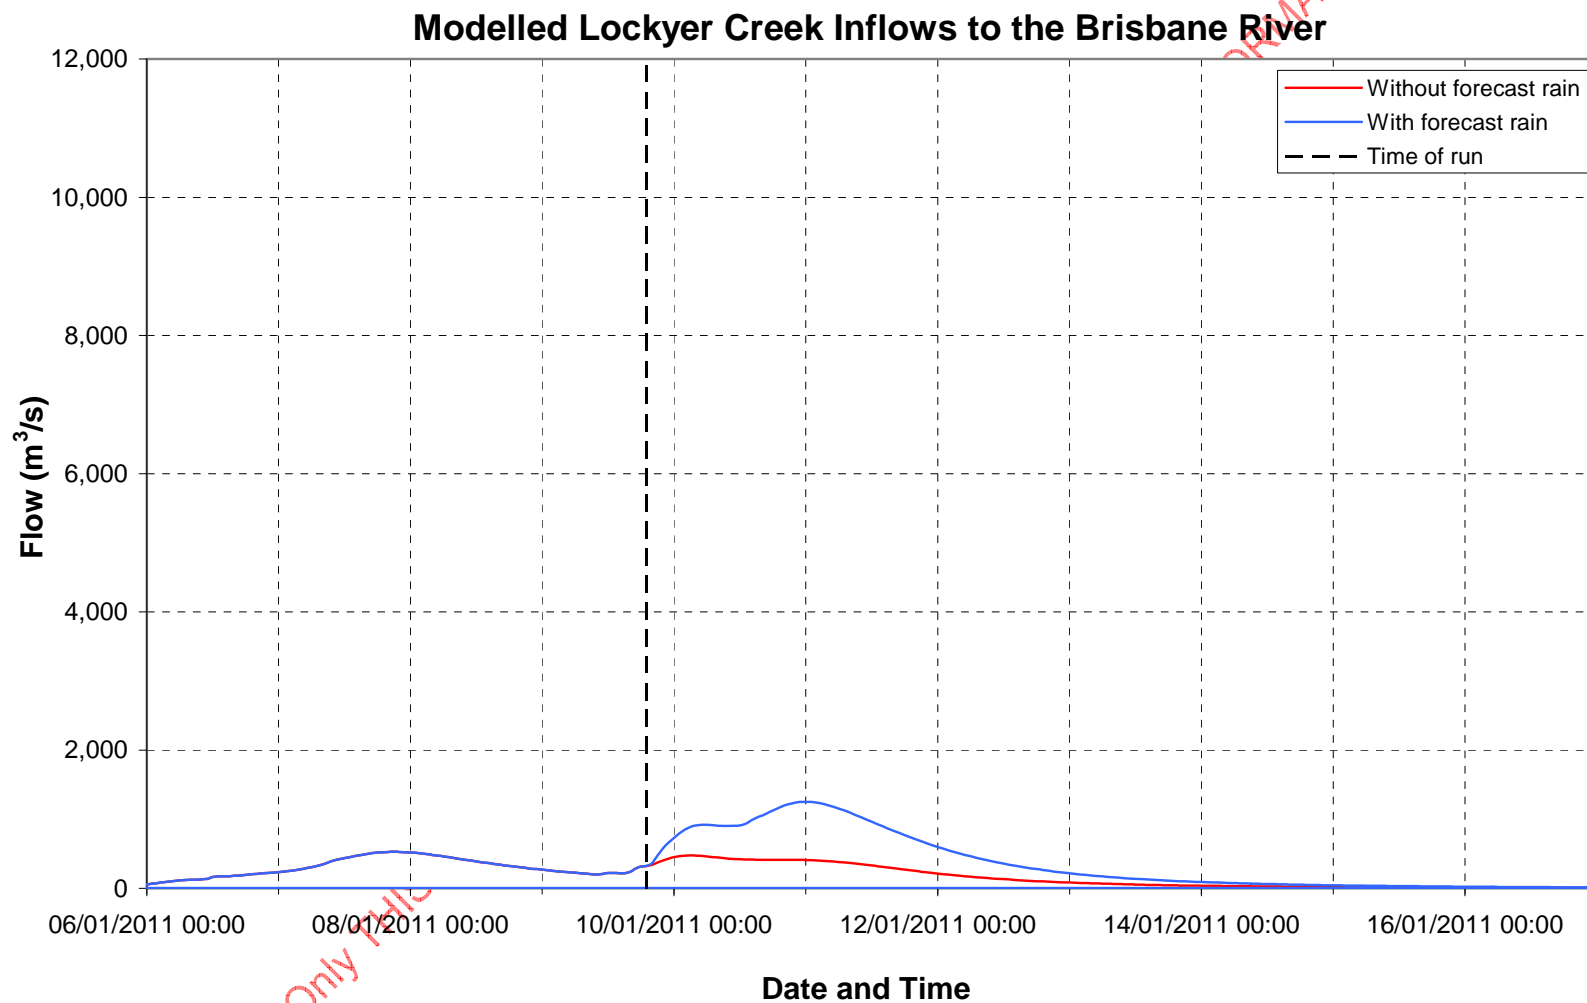 Modelled Lockyer Creek Inflows to the Brisbane River
ORMA
12,000
Without forecast rain
With forecast rain
Time of run
10,000
8,000
6,000
4,000
2,000
0
Flow (m³/s)
06/01/2011 00:00 08/01/2011 00:00 10/01/2011 00:00 12/01/2011 00:00 14/01/2011 00:00 16/01/2011 00:00
Only THIS
Date and Time